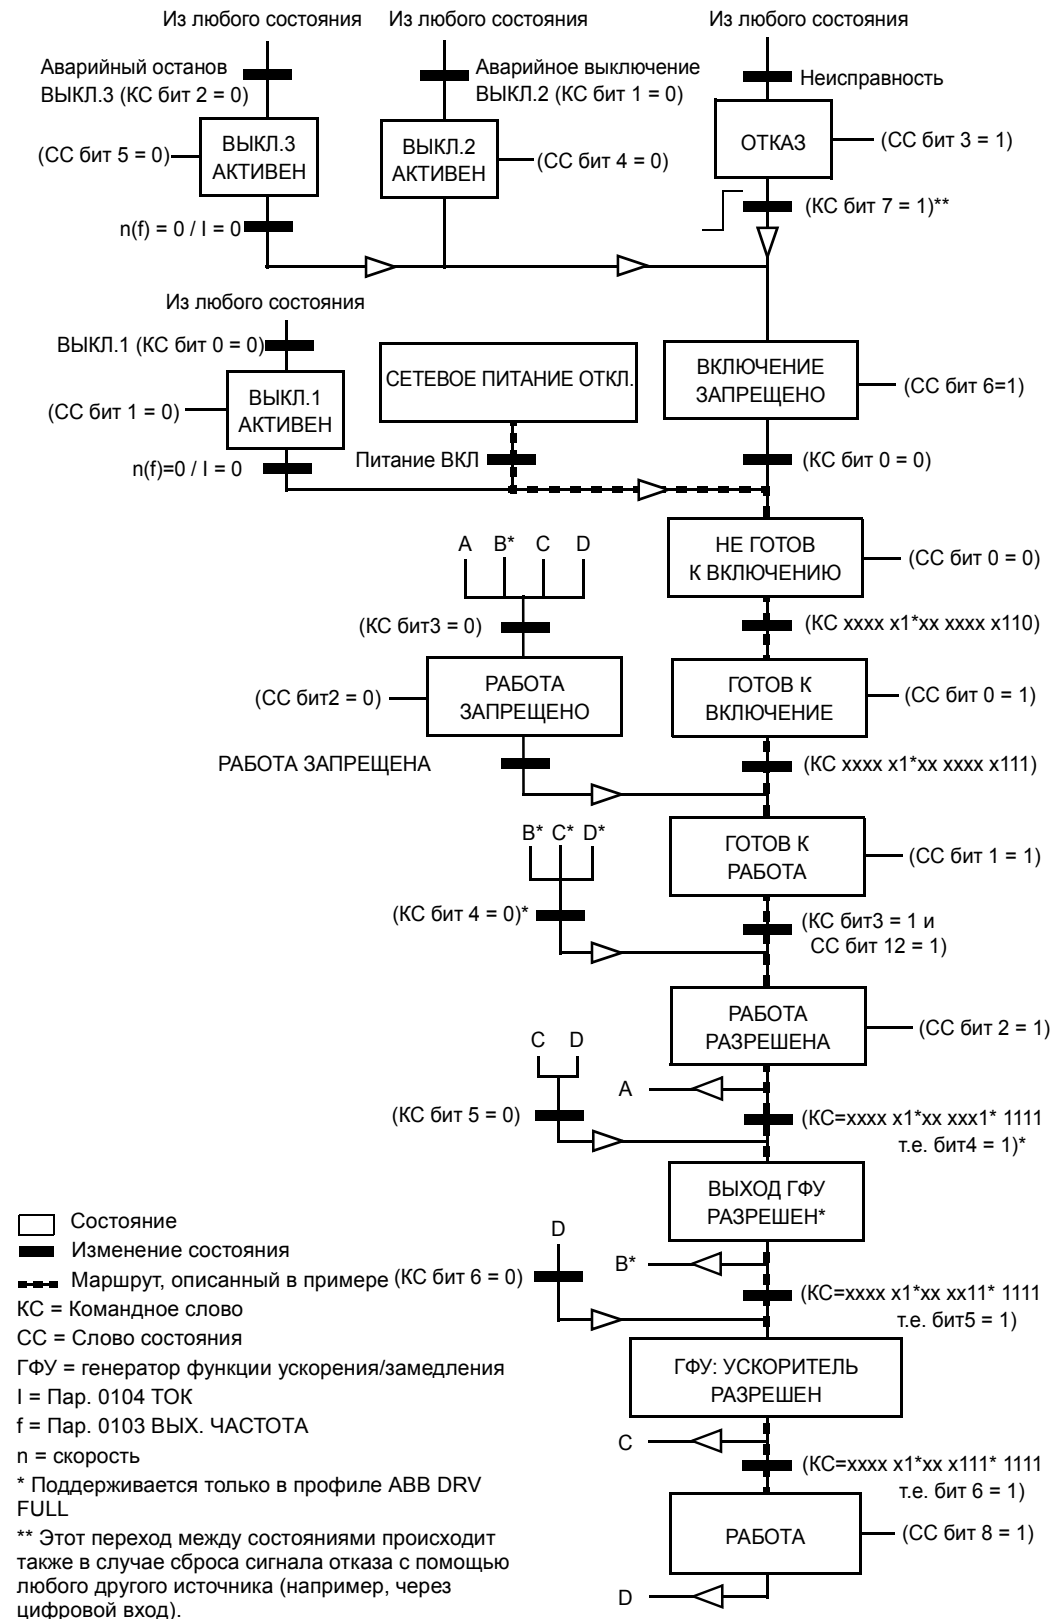 Из любого состояния
Из любого состояния
Из любого состояния
Аварийный останов
ВЫКЛ.3 (КС бит 2 = 0)
Аварийное выключение
ВЫКЛ.2 (КС бит 1 = 0)
Неисправность
(СС бит 5 = 0)
ВЫКЛ.3
АКТИВЕН
ВЫКЛ.2
АКТИВЕН
(СС бит 4 = 0)
ОТКАЗ
(СС бит 3 = 1)
n(f) = 0 / I = 0
(КС бит 7 = 1)**
Из любого состояния
ВЫКЛ.1 (КС бит 0 = 0)
(СС бит 1 = 0)
ВЫКЛ.1
АКТИВЕН
СЕТЕВОЕ ПИТАНИЕ ОТКЛ.
ВКЛЮЧЕНИЕ
ЗАПРЕЩЕНО
(СС бит 6=1)
n(f)=0 / I = 0
Питание ВКЛ
(КС бит 0 = 0)
A B* C D
НЕ ГОТОВ
К ВКЛЮЧЕНИЮ
(СС бит 0 = 0)
(КС бит3 = 0)
(КС xxxx x1*xx xxxx x110)
(СС бит2 = 0)
РАБОТА
ЗАПРЕЩЕНО
ГОТОВ К
ВКЛЮЧЕНИЕ
(СС бит 0 = 1)
РАБОТА ЗАПРЕЩЕНА
(КС xxxx x1*xx xxxx x111)
B* C* D*
ГОТОВ К
РАБОТА
(СС бит 1 = 1)
(КС бит 4 = 0)*
(КС бит3 = 1 и
СС бит 12 = 1)
РАБОТА
РАЗРЕШЕНА
(СС бит 2 = 1)
C D
A
(КС бит 5 = 0)
(КС=xxxx x1*xx xxx1* 1111
т.е. бит4 = 1)*
ВЫХОД ГФУ
РАЗРЕШЕН*
D
B*
(КС бит 6 = 0)
(КС=xxxx x1*xx xx11* 1111
т.е. бит5 = 1)
ГФУ: УСКОРИТЕЛЬ
РАЗРЕШЕН
C
(КС=xxxx x1*xx x111* 1111
т.е. бит 6 = 1)
РАБОТА
(СС бит 8 = 1)
D
Состояние
Изменение состояния
Маршрут, описанный в примере
КС = Командное слово
СС = Слово состояния
ГФУ = генератор функции ускорения/замедления
I = Пар. 0104 ТОК
f = Пар. 0103 ВЫХ. ЧАСТОТА
n = скорость
* Поддерживается только в профиле ABB DRV
FULL
** Этот переход между состояниями происходит
также в случае сброса сигнала отказа с помощью
любого другого источника (например, через
цифровой вход).